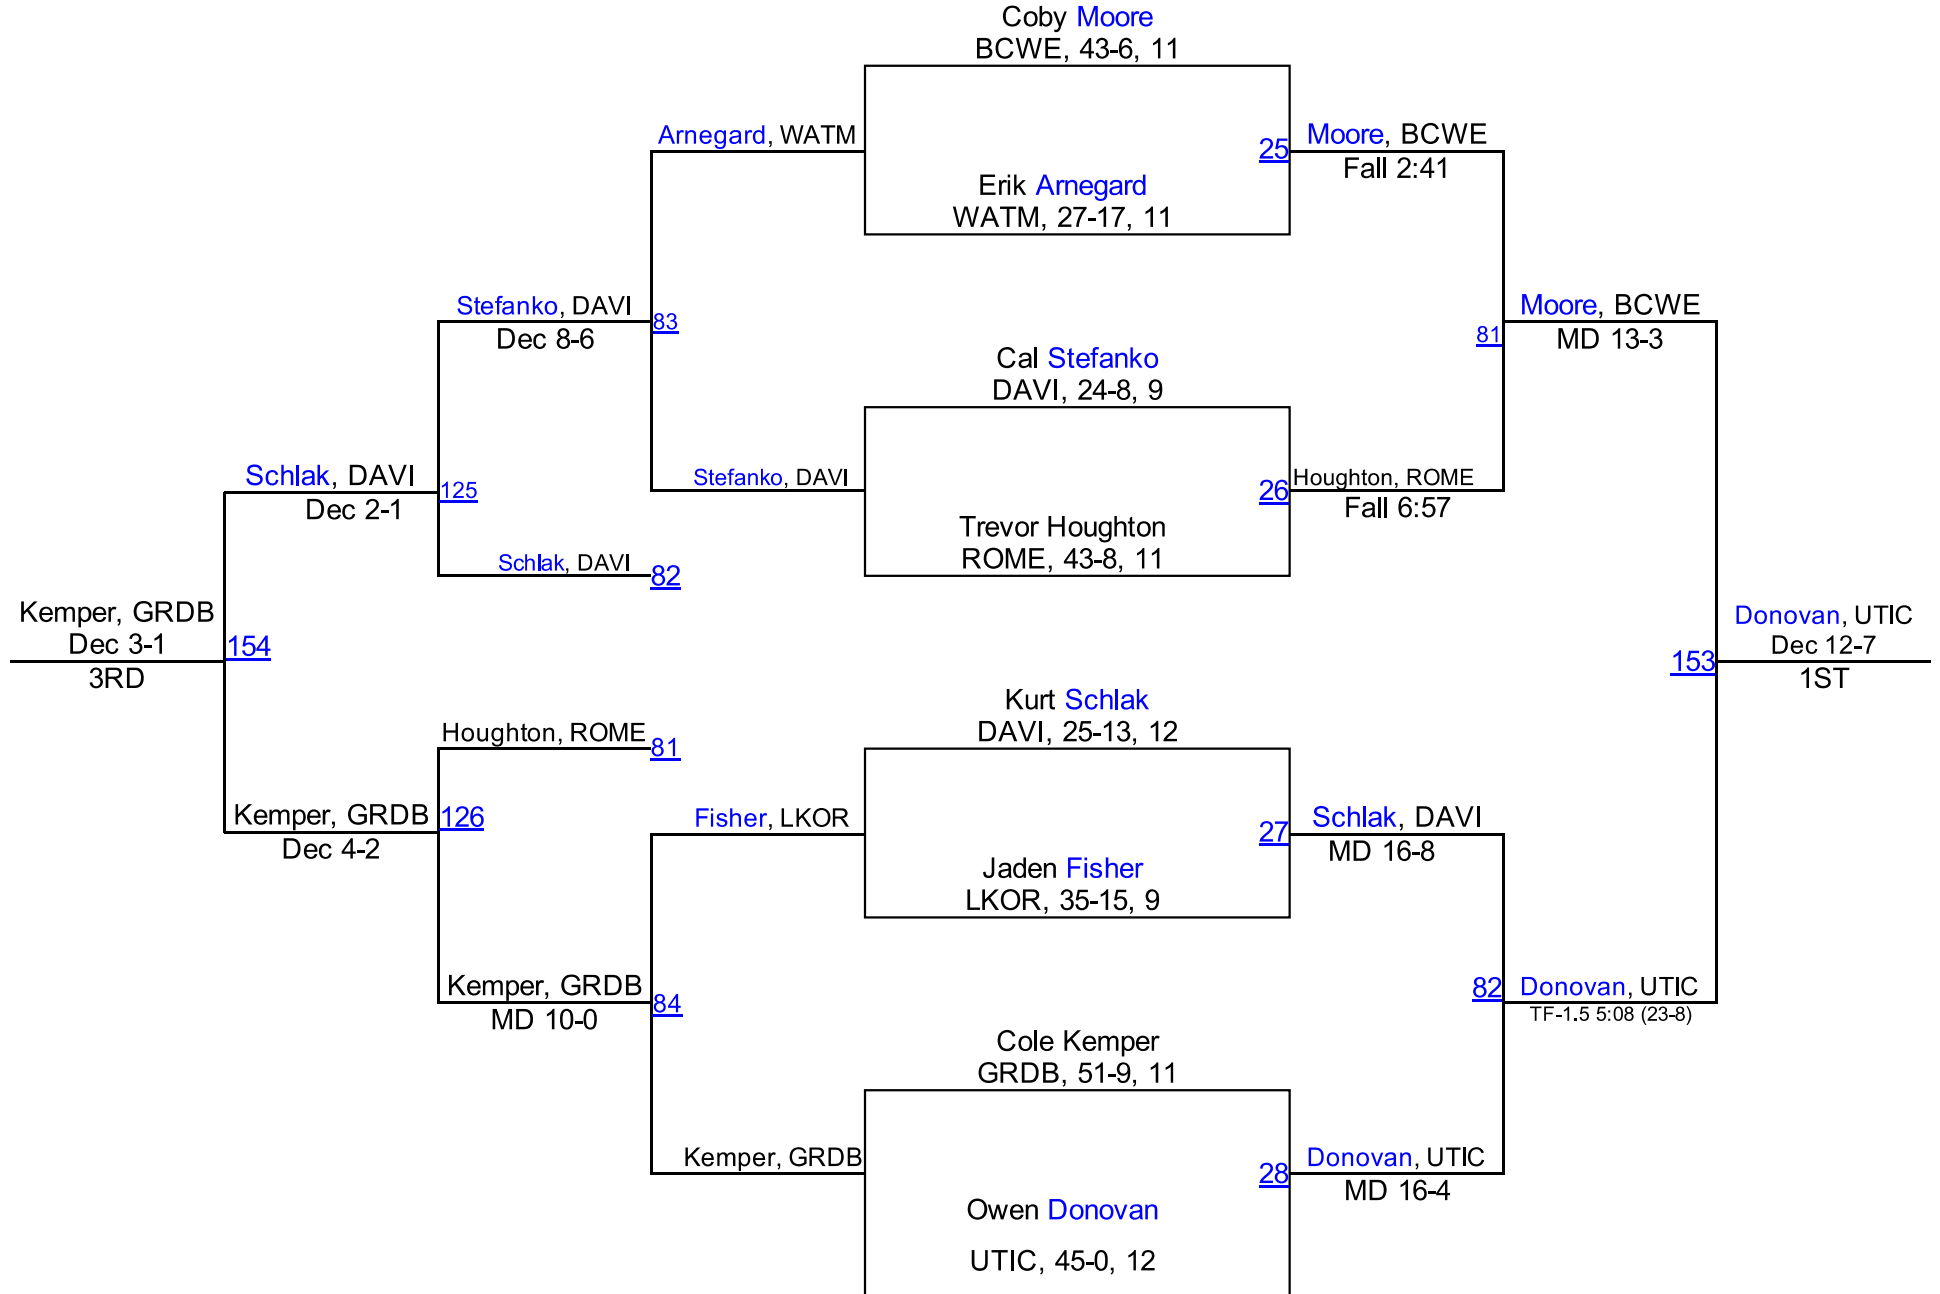 Coby Moore
BCWE, 43-6, 11
Arnegard, WATM
25
Moore, BCWE
Fall 2:41
Erik Arnegard
WATM, 27-17, 11
Stefanko, DAVI
Dec 8-6
83
Moore, BCWE
MD 13-3
81
Cal Stefanko
DAVI, 24-8, 9
Schlak, DAVI
Dec 2-1
125
Stefanko, DAVI
26
Houghton, ROME
Fall 6:57
Trevor Houghton
ROME, 43-8, 11
Schlak, DAVI
82
Kemper, GRDB
Dec 3-1
3RD
154
Donovan, UTIC
Dec 12-7
1ST
153
Kurt Schlak
DAVI, 25-13, 12
Houghton, ROME
81
Kemper, GRDB
Dec 4-2
126
Fisher, LKOR
27
Schlak, DAVI
MD 16-8
Jaden Fisher
LKOR, 35-15, 9
Kemper, GRDB
MD 10-0
84
82
Donovan, UTIC
TF-1.5 5:08 (23-8)
Cole Kemper
GRDB, 51-9, 11
Kemper, GRDB
28
Donovan, UTIC
MD 16-4
Owen Donovan
UTIC, 45-0, 12